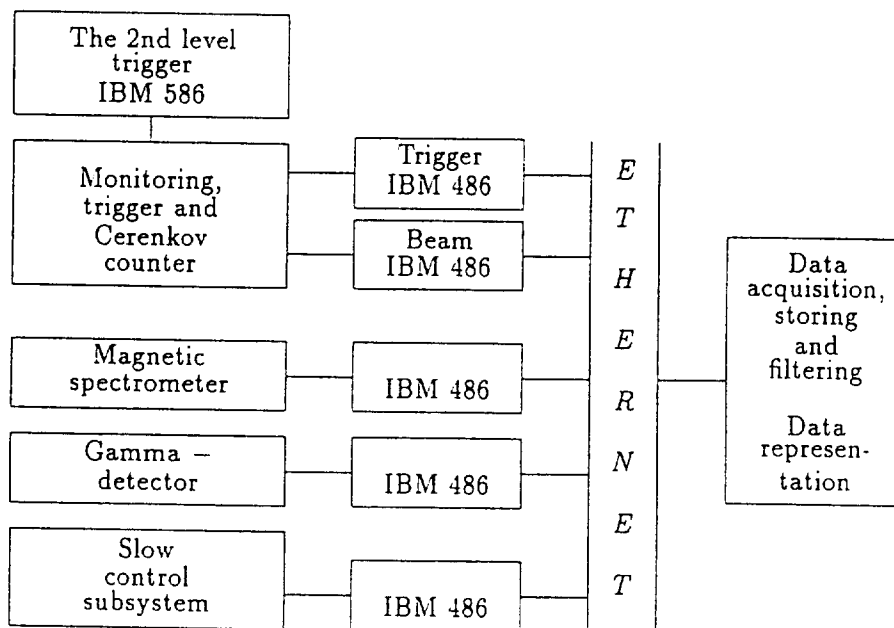 The 2nd level
trigger
IBM 586
Monitoring,
trigger and
Cerenkov
counter
Trigger
IBM 486
Beam
IBM 486
Magnetic
spectrometer
IBM 486
Gamma –
detector
IBM 486
Slow
control
subsystem
IBM 486
E
T
H
E
R
N
E
T
Data
acquisition,
storing
and
filtering
Data
represen-
tation